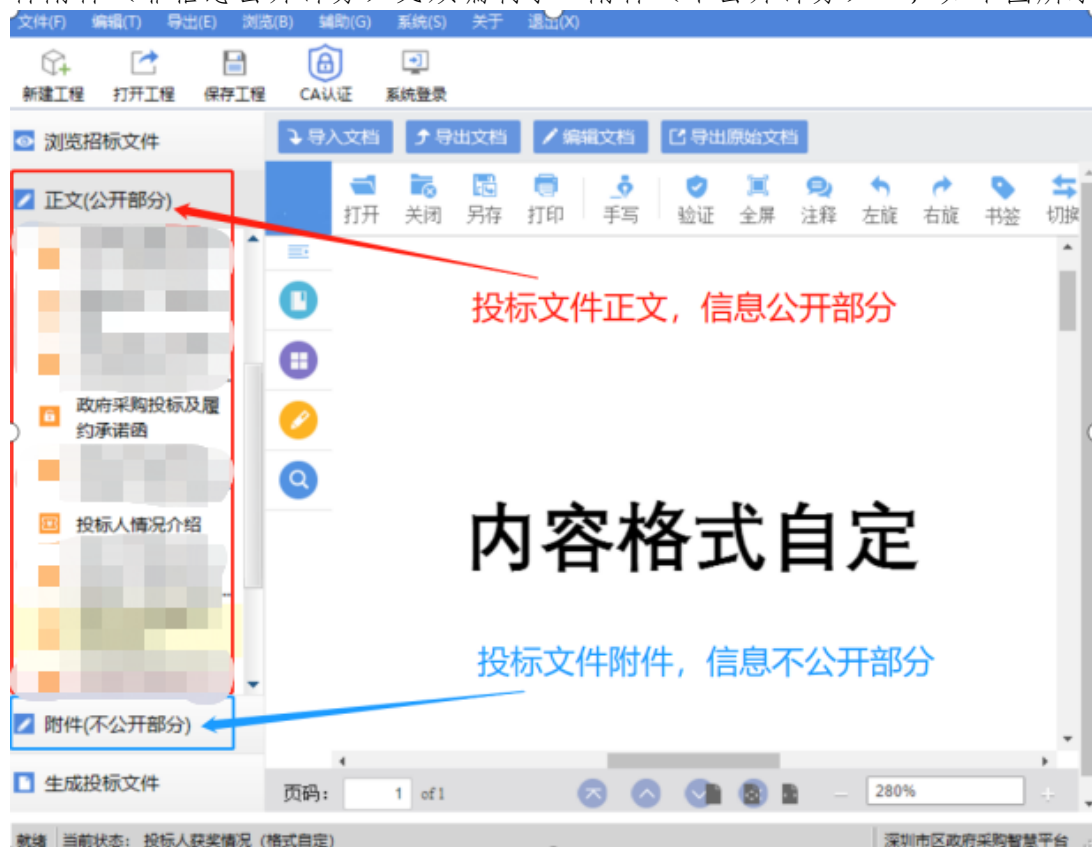 文件(F) 编辑(T) 导出(E) 浏览(B) 辅助(G) 系统(S) 关于 退出(X)
新建工程 打开工程 保存工程 CA认证 系统登录
浏览招标文件
导入文档 导出文档 编辑文档 导出原始文档
正文(公开部分)
打开 关闭 另存 打印 手写 验证 全屏 注释 左旋 右旋 书签 切换
投标文件正文，信息公开部分
政府采购投标及履
约承诺函
投标人情况介绍
内容格式自定
投标文件附件，信息不公开部分
附件(不公开部分)
生成投标文件
页码: 1 of1 280%
就绪 当前状态: 投标人获奖情况 (格式自定) 深圳市区政府采购智慧平台